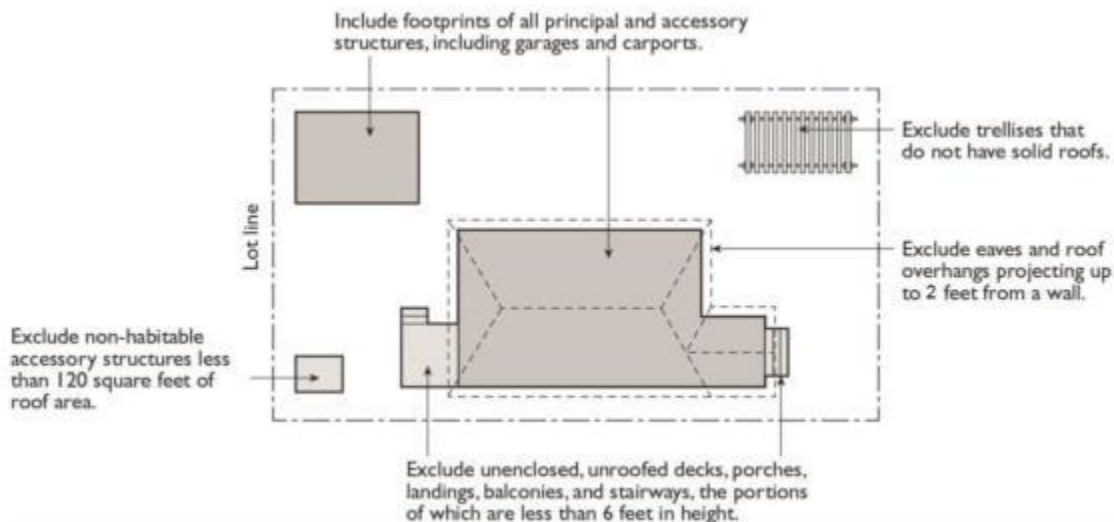 Include footprints of all principal and accessory
structures, including garages and carports.
Exclude trellises that
do not have solid roofs.
Lot line
Exclude eaves and roof
overhangs projecting up
to 2 feet from a wall.
Exclude non-habitable
accessory structures less
than 120 square feet of
roof area.
Exclude unenclosed, unroofed decks, porches,
landings, balconies, and stairways, the portions
of which are less than 6 feet in height.